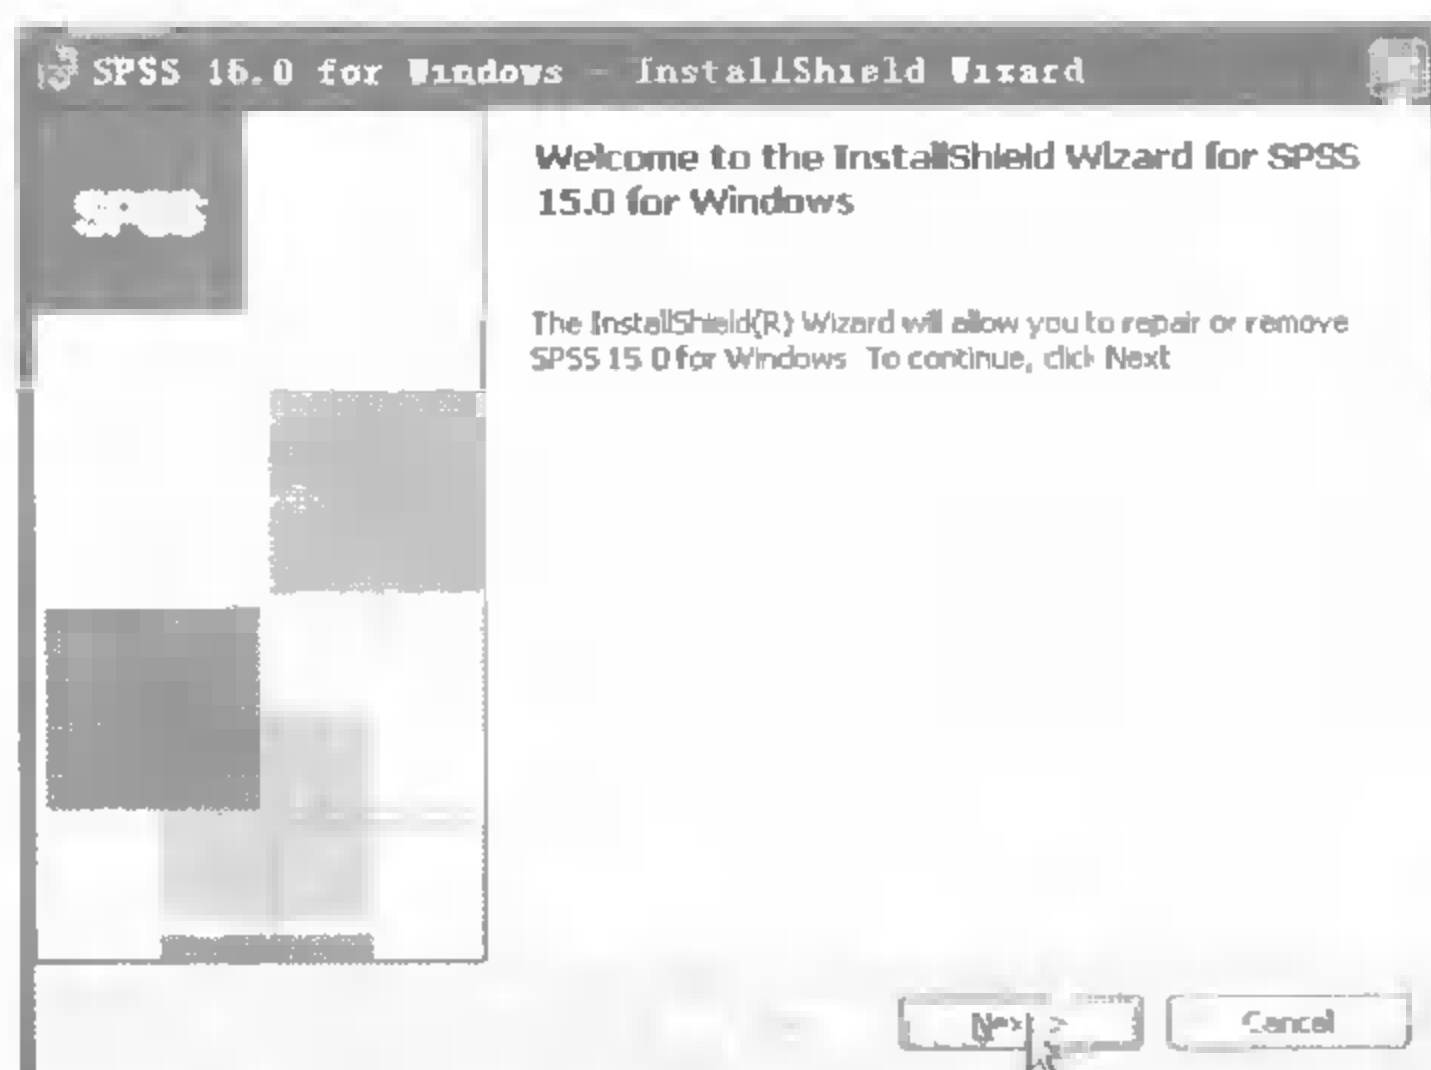 SPSS 15.0 for Windows - InstallShield Wizard
SPSS
Welcome to the InstallShield Wizard for SPSS
15.0 for Windows
The InstallShield(R) Wizard will allow you to repair or remove
SPSS 15.0 for Windows. To continue, click Next
Next >
Cancel